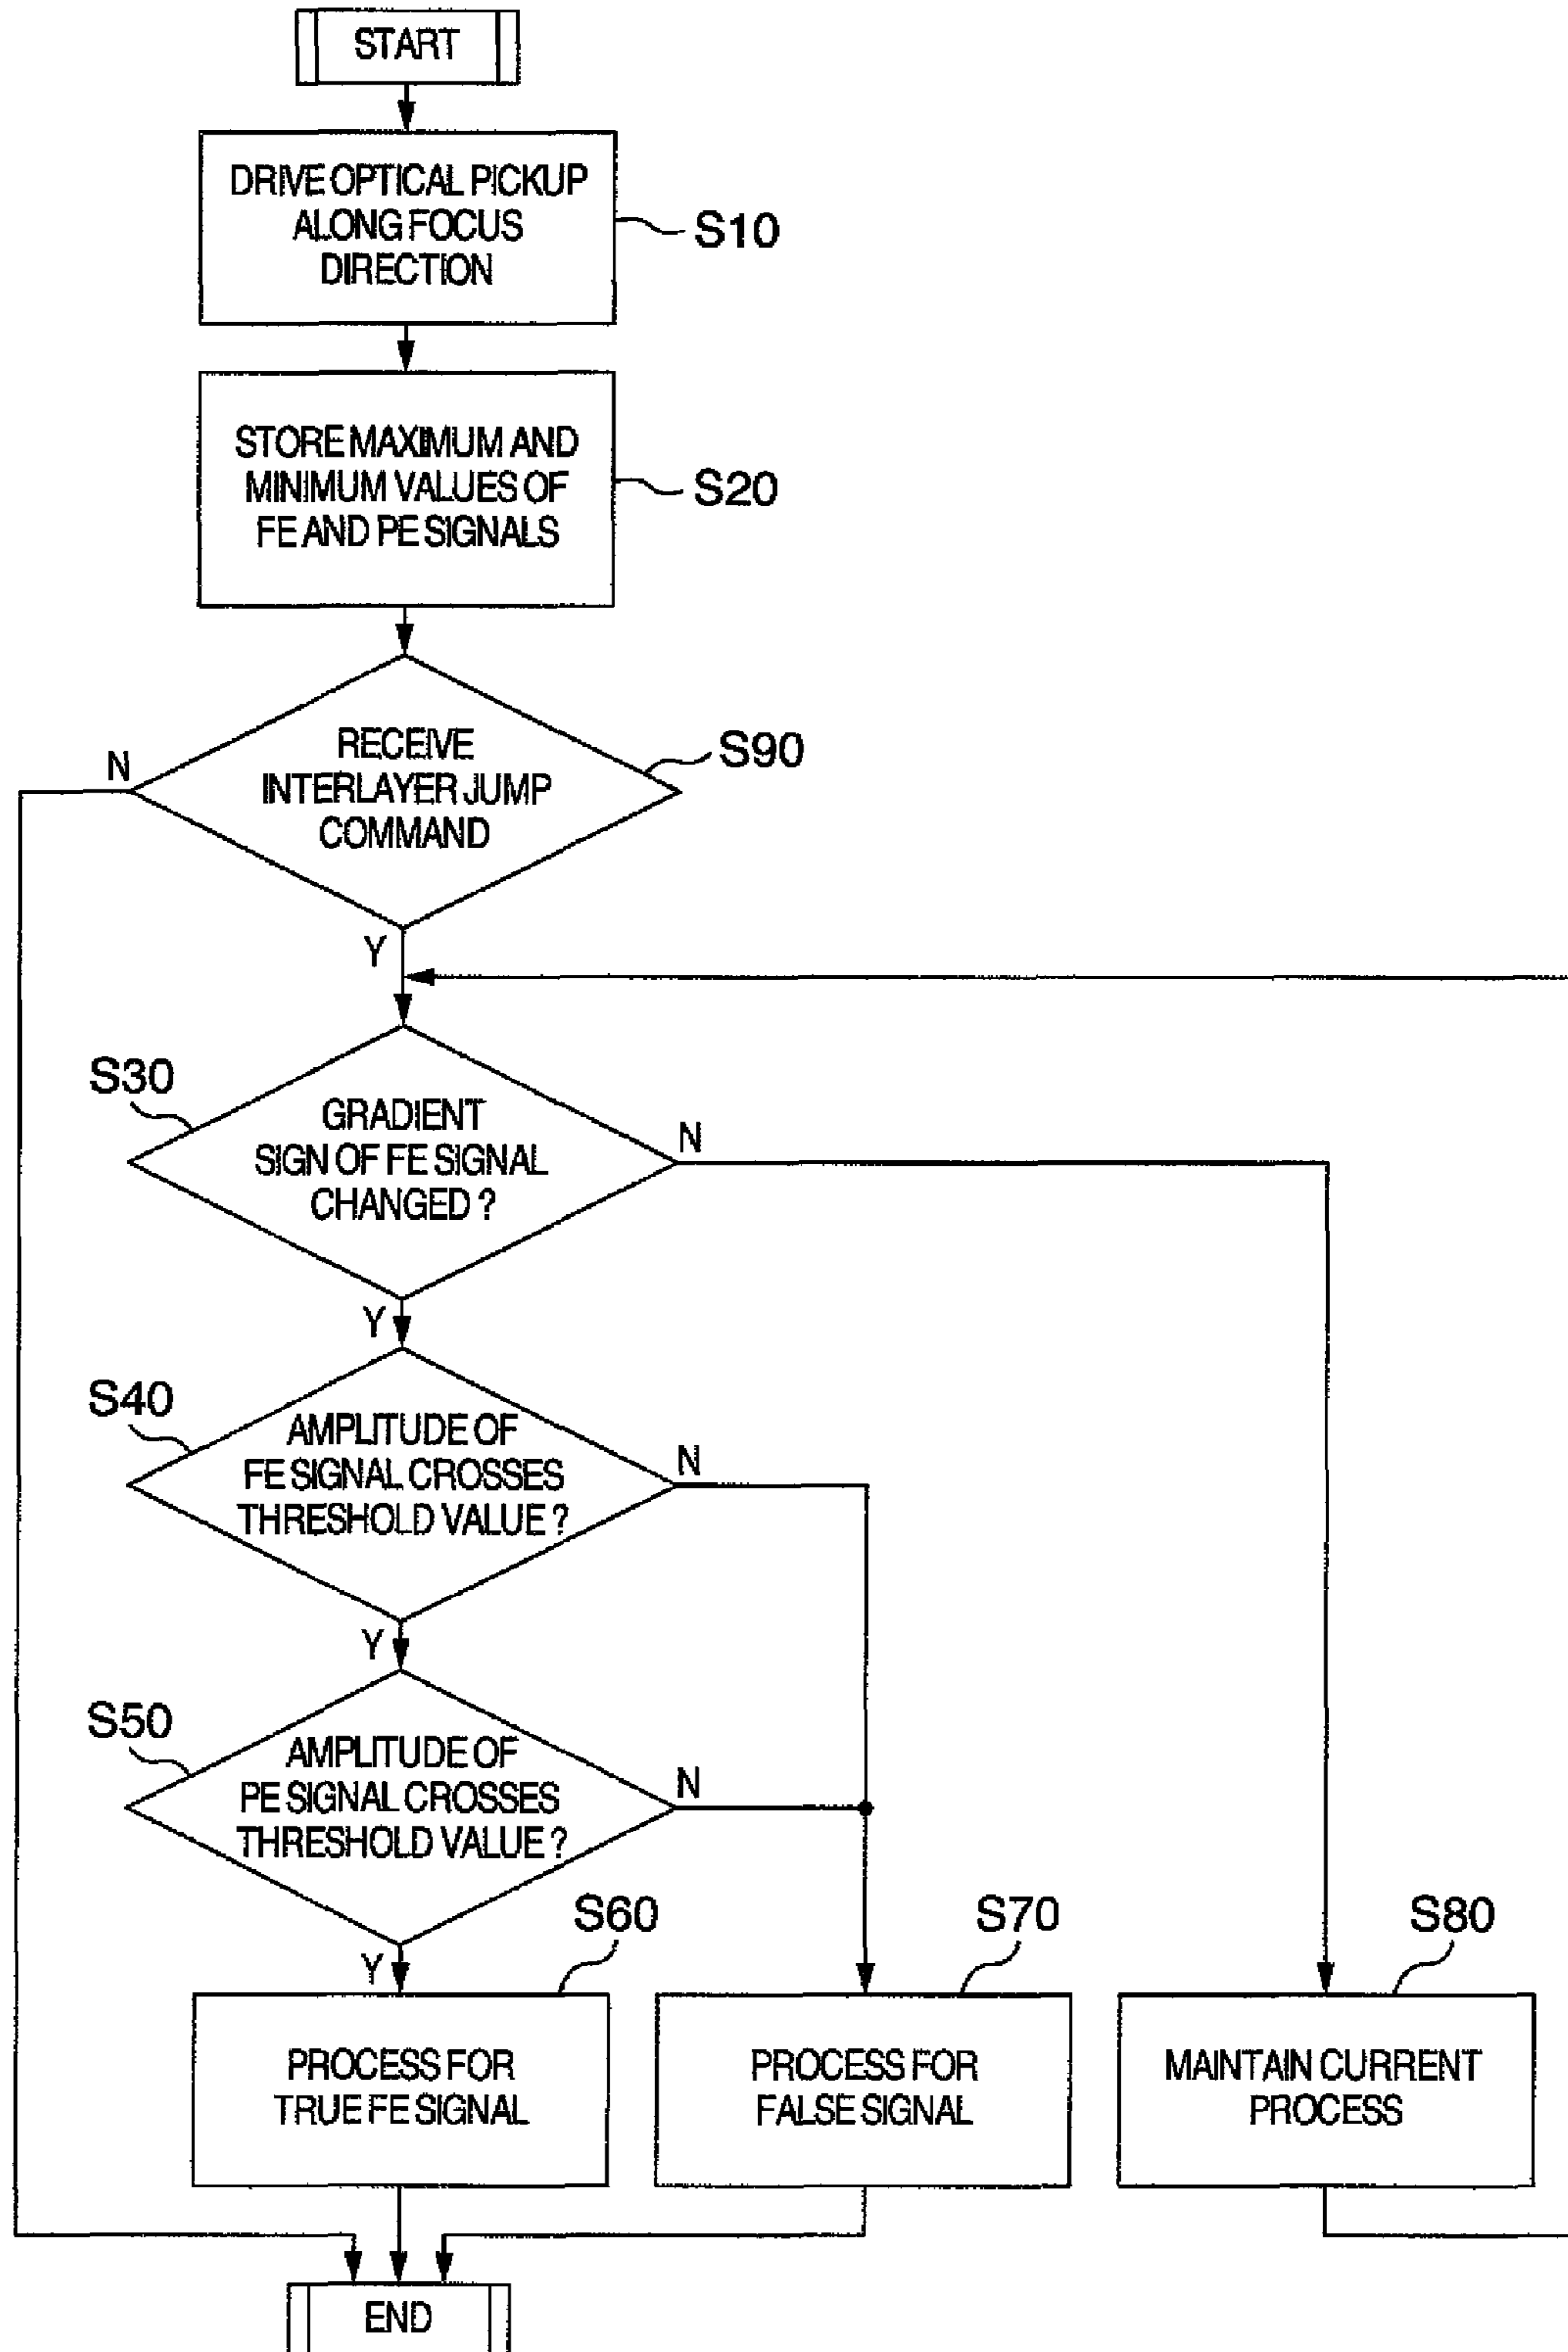 START
DRIVE OPTICAL PICKUP
ALONG FOCUS
DIRECTION
S10
STORE MAXIMUM AND
MINIMUM VALUES OF
FE AND PE SIGNALS
S20
RECEIVE
INTERLAYER JUMP
COMMAND
S90
N
Y
S30
GRADIENT
SIGN OF FE SIGNAL
CHANGED ?
N
Y
S40
AMPLITUDE OF
FE SIGNAL CROSSES
THRESHOLD VALUE ?
N
Y
S50
AMPLITUDE OF
PE SIGNAL CROSSES
THRESHOLD VALUE ?
N
Y
S60
PROCESS FOR
TRUE FE SIGNAL
S70
PROCESS FOR
FALSE SIGNAL
S80
MAINTAIN CURRENT
PROCESS
END